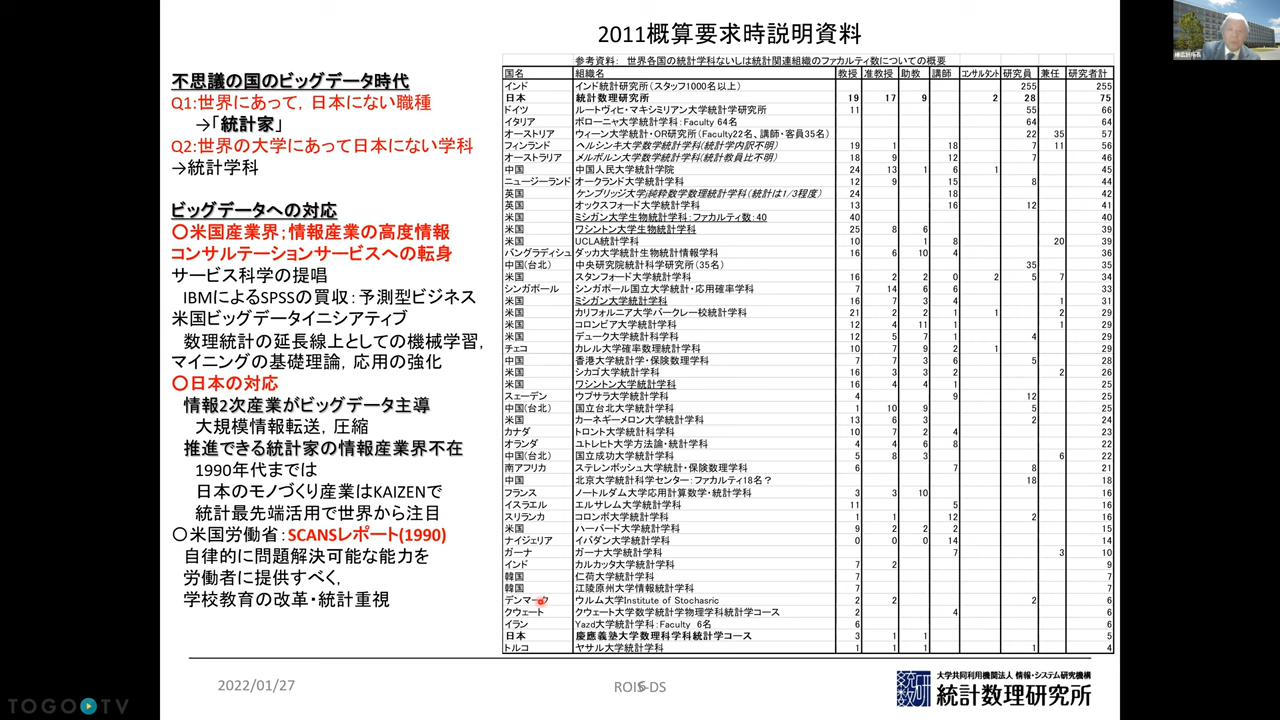 2011概算要求時説明資料
不思議の国のビッグデータ時代
Q1:世界にあって，日本にない職種
→「統計家」
Q2:世界の大学にあって日本にない学科
→統計学科
ビッグデータへの対応
〇米国産業界；情報産業の高度情報
コンサルテーションサービスへの転身
サービス科学の提唱
IBMによるSPSSの買収：予測型ビジネス
米国ビッグデータイニシアティブ
数理統計の延長線上としての機械学習，
マイニングの基礎理論，応用の強化
〇日本の対応
情報2次産業がビッグデータ主導
大規模情報転送，圧縮
推進できる統計家の情報産業界不在
1990年代までは
日本のモノづくり産業はKAIZENで
統計最先端活用で世界から注目
〇米国労働省：SCANSレポート(1990)
自律的に問題解決可能な能力を
労働者に提供すべく，
学校教育の改革・統計重視
参考資料： 世界各国の統計学科ないしは統計関連組織のファカルティ数についての概要
国名 組織名 教授 准教授 助教 講師 コンサルタント 研究員 兼任 研究者計
インド インド統計研究所（スタッフ1000名以上） 255 255
日本 統計数理研究所 19 17 9 2 28 75
ドイツ ルートヴィヒ・マキシミリアン大学統計学研究所 11 55 66
イタリア ボローニャ大学統計学科：Faculty 64名 64 64
オーストリア ウィーン大学統計・OR研究所（Faculty22名、講師・客員35名） 22 35 57
フィンランド ヘルシンキ大学数学統計学科（統計学内訳不明） 19 1 18 7 11 56
オーストラリア メルボルン大学数学統計学科（統計教員比不明） 18 9 12 7 46
中国 中国人民大学統計学院 24 13 1 6 1 45
ニュージーランド オークランド大学統計学科 12 9 15 8 44
英国 ケンブリッジ大学純粋数学数理統計学科（統計は1/3程度） 24 18 42
英国 オックスフォード大学統計学科 13 16 12 41
米国 ミシガン大学生物統計学科：ファカルティ数：40 40 40
米国 ワシントン大学生物統計学科 25 8 6 39
米国 UCLA統計学科 10 1 8 20 39
バングラディシュ ダッカ大学統計生物統計情報学科 16 6 10 4 36
中国(台北) 中央研究院統計科学研究所（35名） 35 35
米国 スタンフォード大学統計学科 16 2 2 0 2 5 7 34
シンガポール シンガポール国立大学統計・応用確率学科 7 14 6 6 33
米国 ミシガン大学統計学科 16 7 3 4 1 31
米国 カリフォルニア大学バークレー校統計学科 21 2 2 1 1 2 29
米国 コロンビア大学統計学科 12 4 11 1 1 29
米国 デューク大学統計科学科 12 5 7 1 4 29
チェコ カレル大学確率数理統計学科 10 7 9 2 1 29
中国 香港大学統計学・保険数理学科 7 7 3 6 5 28
米国 シカゴ大学統計学科 16 3 3 2 2 26
米国 ワシントン大学統計学科 16 4 4 1 25
スェーデン ウプサラ大学統計学科 4 9 12 25
中国(台北) 国立台北大学統計学科 1 10 9 5 25
米国 カーネギーメロン大学統計学科 13 6 3 2 24
カナダ トロント大学統計科学科 10 7 2 4 23
オランダ ユトレヒト大学方法論・統計学科 4 4 6 8 22
中国(台北) 国立成功大学統計学科 5 8 3 6 22
南アフリカ ステレンボッシュ大学統計・保険数理学科 6 7 8 21
中国 北京大学統計科学センター：ファカルティ18名？ 18 18
フランス ノートルダム大学応用計算数学・統計学科 3 3 10 16
イスラエル エルサレム大学統計学科 11 5 16
スリランカ コロンボ大学統計学科 1 1 12 2 16
米国 ハーバード大学統計学科 9 2 2 2 15
ナイジェリア イバダン大学統計学科 0 0 0 14 14
ガーナ ガーナ大学統計学科 7 3 10
インド カルカッタ大学統計学科 7 2 9
韓国 仁荷大学統計学科 7 7
韓国 江陵原州大学情報統計学科 7 7
デンマーク ウルム大学Institute of Stochasric 2 2 2 6
クウェート クウェート大学数統計学物理学科統計学コース 2 4 6
イラン Yazd大学統計学科：Faculty 6名 6 6
日本 慶應義塾大学数理科学科統計学コース 3 1 1 5
トルコ ヤサル大学統計学科 1 1 1 1 4
2022/01/27
大学共同利用機関法人 情報・システム研究機構
統計数理研究所
TOGO TV